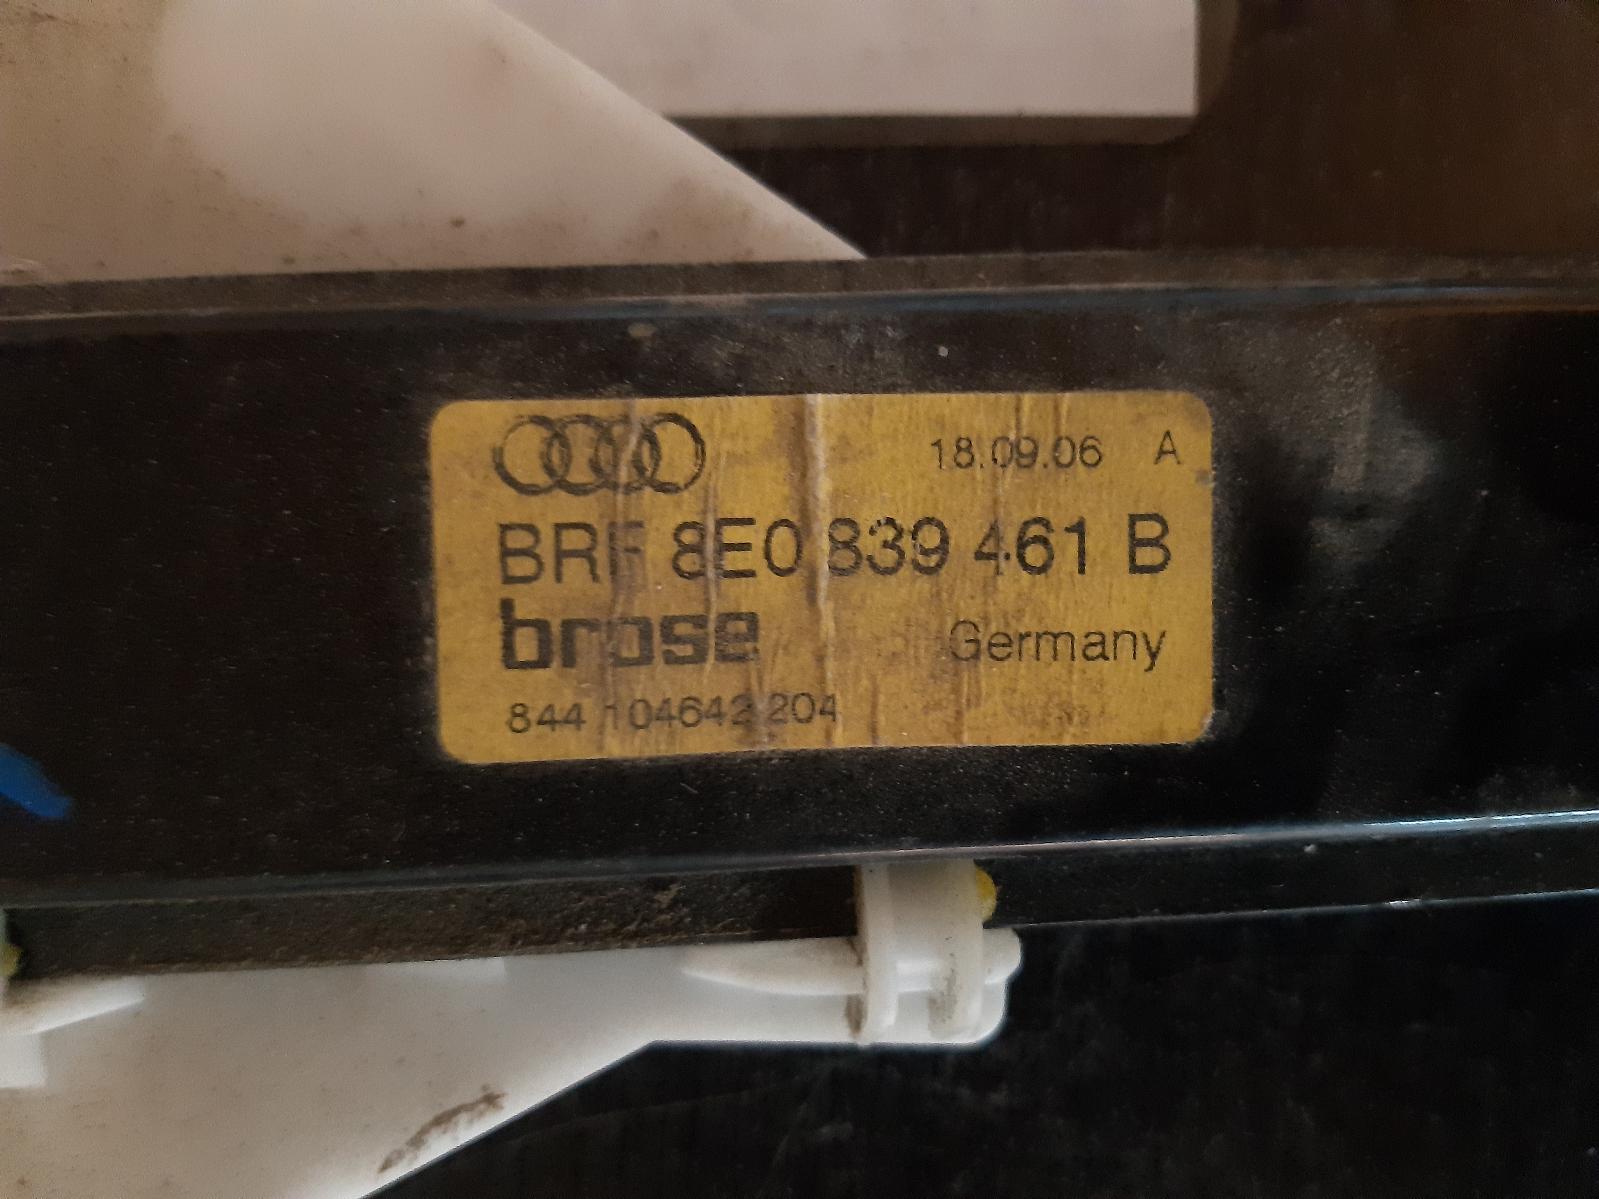 18.09.06 A
BRF 8E0 839 461 B
brose Germany
844 104642 204